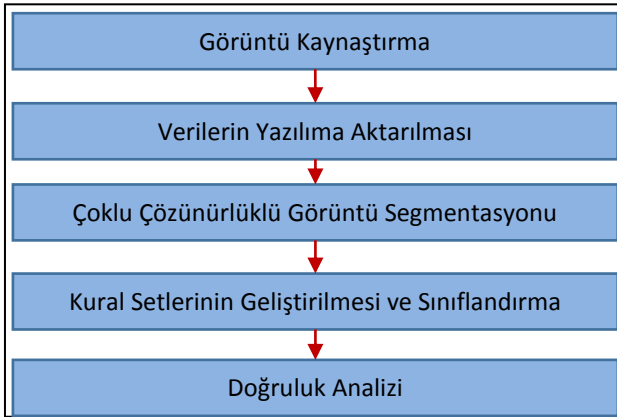 Görüntü Kaynaştırma
Verilerin Yazılıma Aktarılması
Çoklu Çözünürlüklü Görüntü Segmentasyonu
Kural Setlerinin Geliştirilmesi ve Sınıflandırma
Doğruluk Analizi